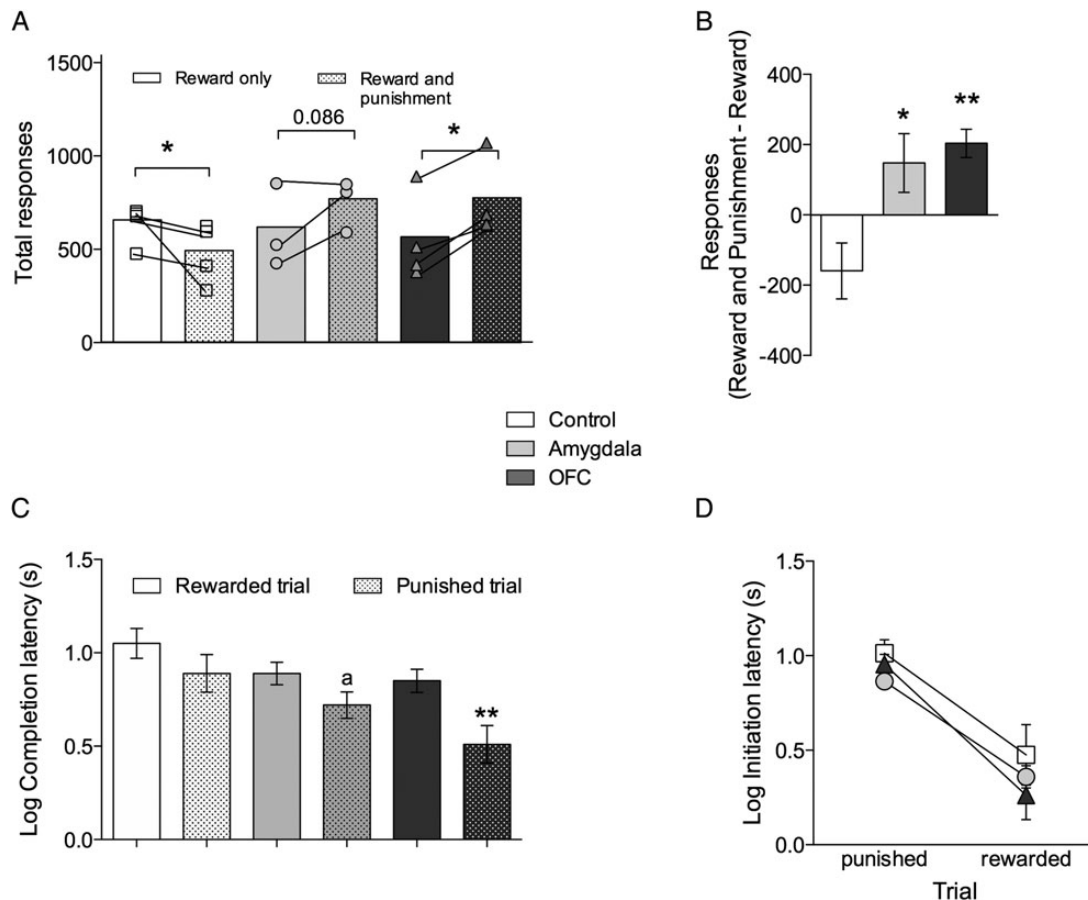 A
Total responses
1500
1000
500
0
Reward only
Reward and
punishment
*
0.086
*
B
Responses
(Reward and Punishment - Reward)
400
200
0
-200
-400
*
**
Control
Amygdala
OFC
C
Log Completion latency (s)
1.5
1.0
0.5
0.0
Rewarded trial
Punished trial
a
**
D
Log Initiation latency (s)
1.5
1.0
0.5
0.0
punished
rewarded
Trial